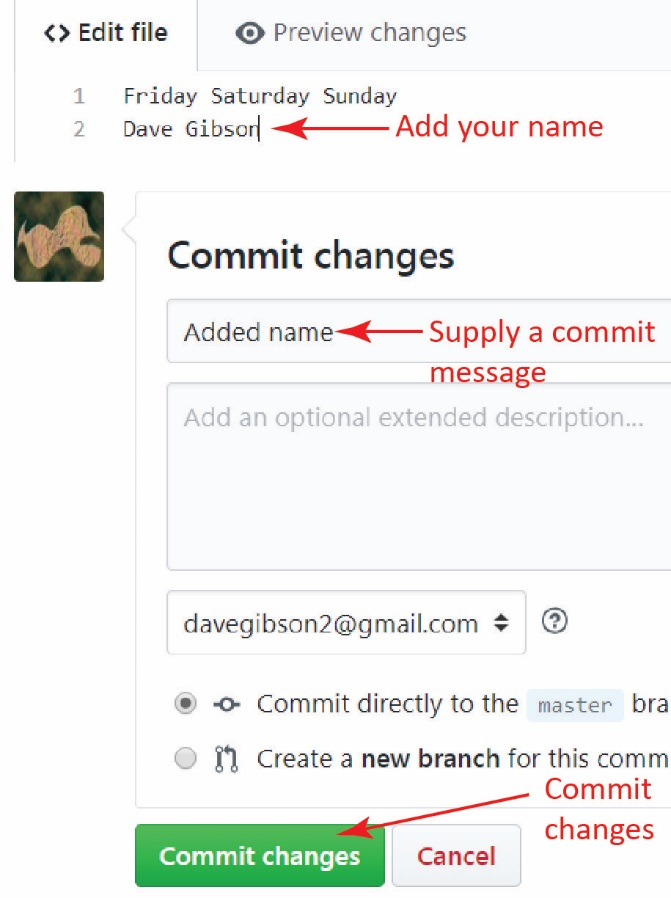 <> Edit file Preview changes
1 Friday Saturday Sunday
2 Dave Gibson Add your name
Commit changes
Added name Supply a commit
message
Add an optional extended description...
davegibson2@gmail.com ?
Commit directly to the master bra
Create a new branch for this comm
Commit
changes
Commit changes Cancel